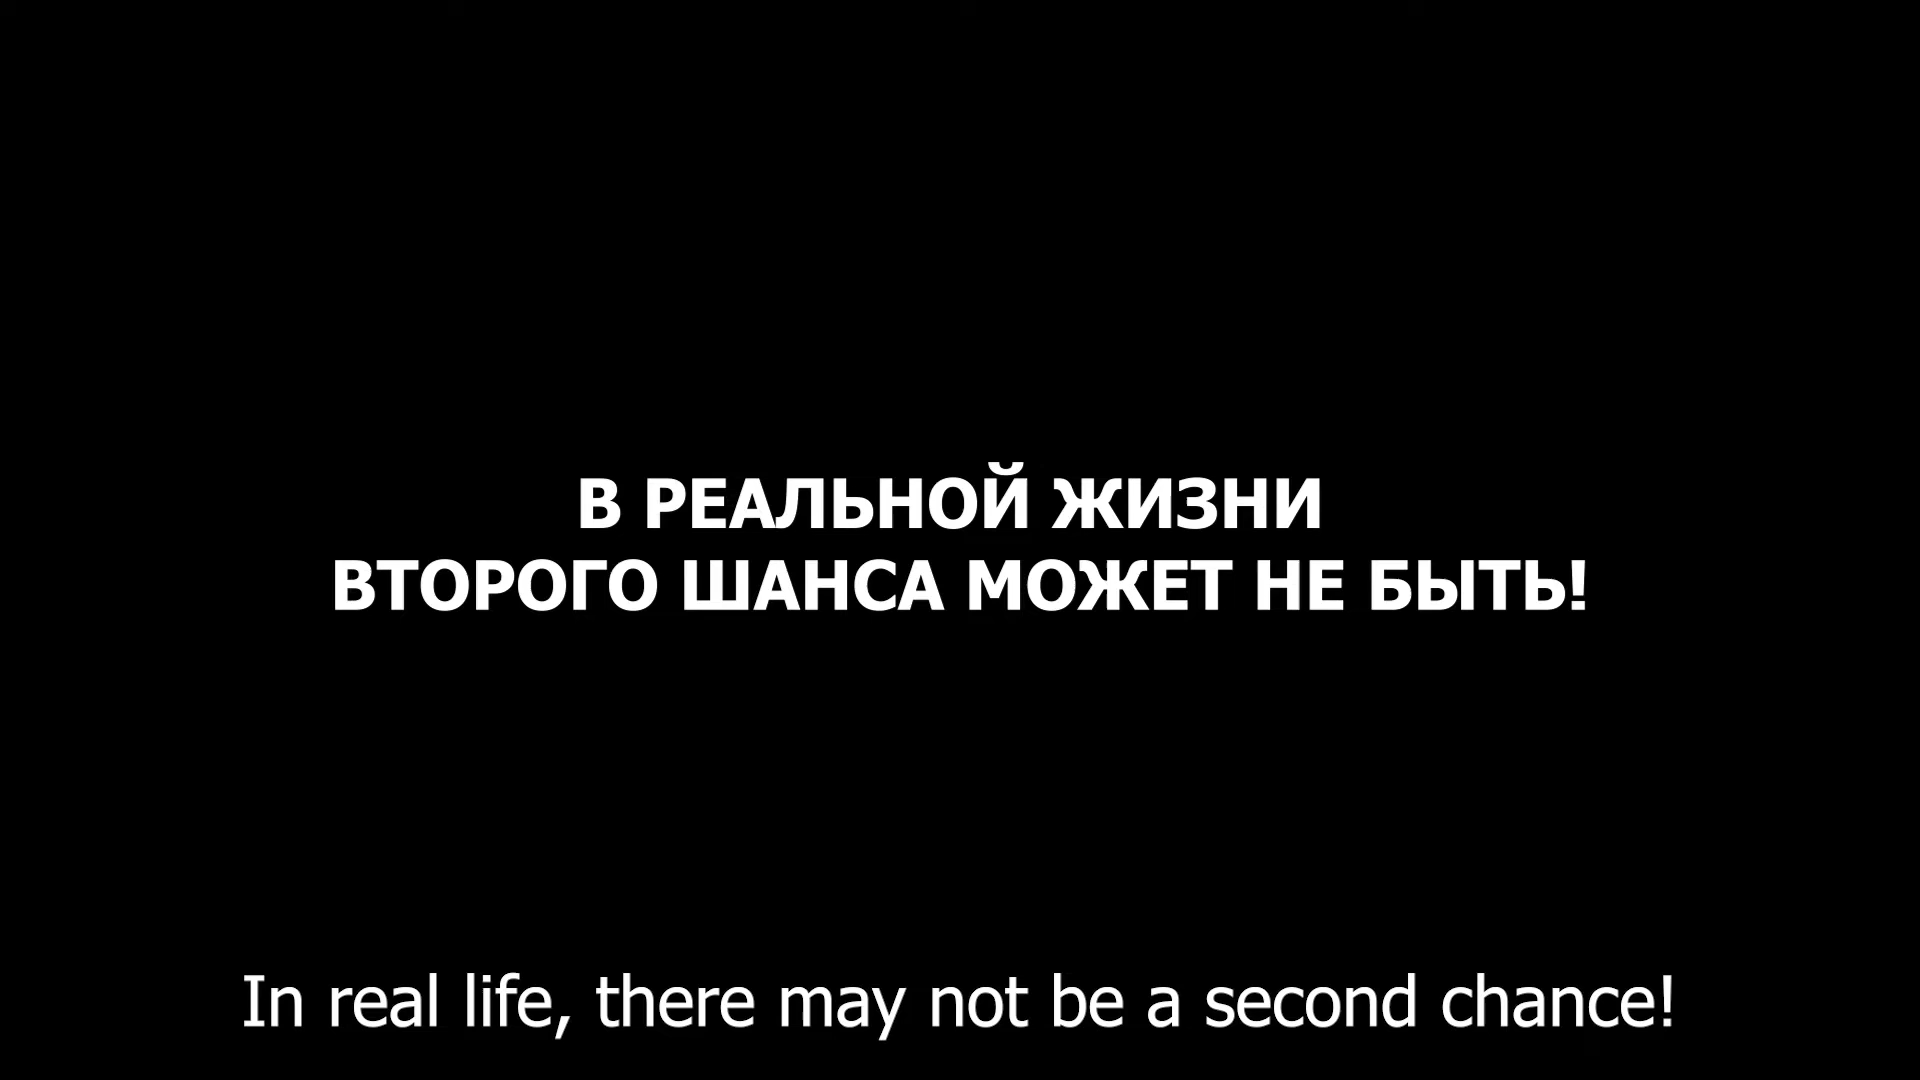 В РЕАЛЬНОЙ ЖИЗНИ
ВТОРОГО ШАНСА МОЖЕТ НЕ БЫТЬ!
In real life, there may not be a second chance!